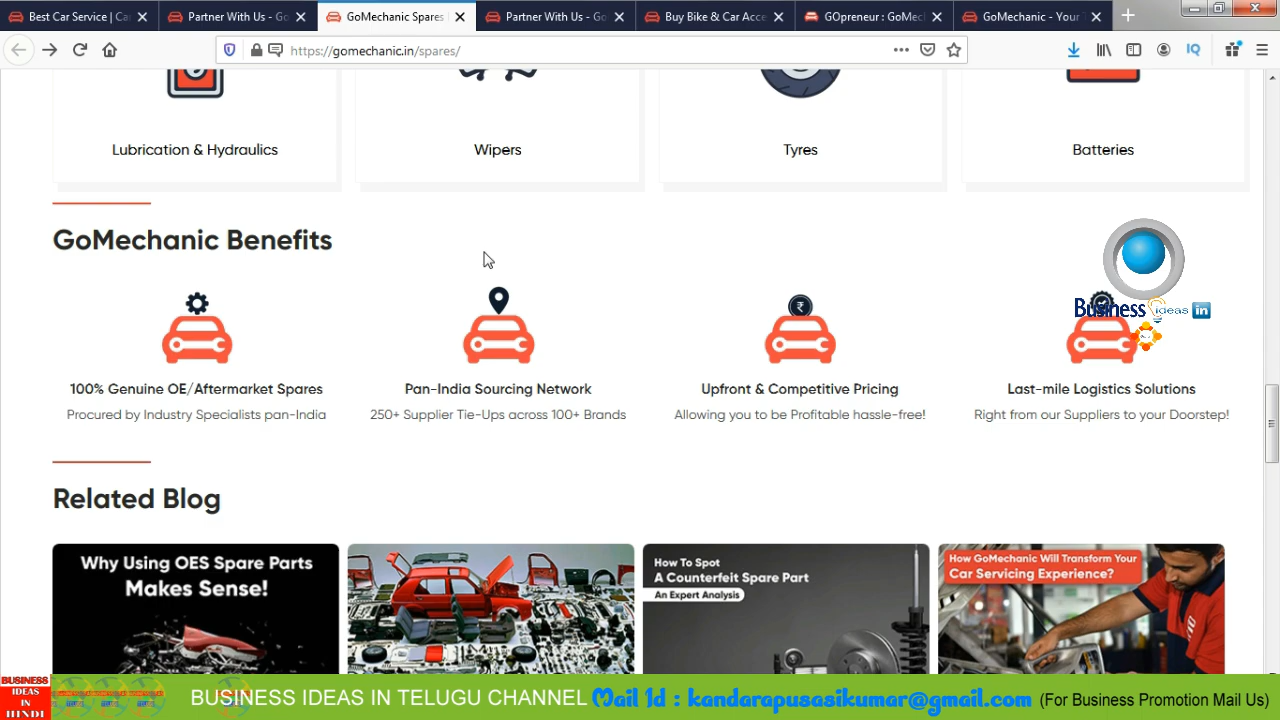 Best Car Service | Car
Partner With Us - Go
GoMechanic Spares
Partner With Us - Go
Buy Bike & Car Acce
GOpreneur : GoMec
GoMechanic - Your T
https://gomechanic.in/spares/
Lubrication & Hydraulics
Wipers
Tyres
Batteries
GoMechanic Benefits
Business ideas in
100% Genuine OE/Aftermarket Spares
Procured by Industry Specialists pan-India
Pan-India Sourcing Network
250+ Supplier Tie-Ups across 100+ Brands
Upfront & Competitive Pricing
Allowing you to be Profitable hassle-free!
Last-mile Logistics Solutions
Right from our Suppliers to your Doorstep!
Related Blog
Why Using OES Spare Parts
Makes Sense!
How To Spot
A Counterfeit Spare Part
An Expert Analysis
How GoMechanic Will Transform Your
Car Servicing Experience?
BUSINESS
IDEAS
IN
HINDI
BUSINESS IDEAS IN TELUGU CHANNEL Mail Id : kandarapusasikumar@gmail.com (For Business Promotion Mail Us)